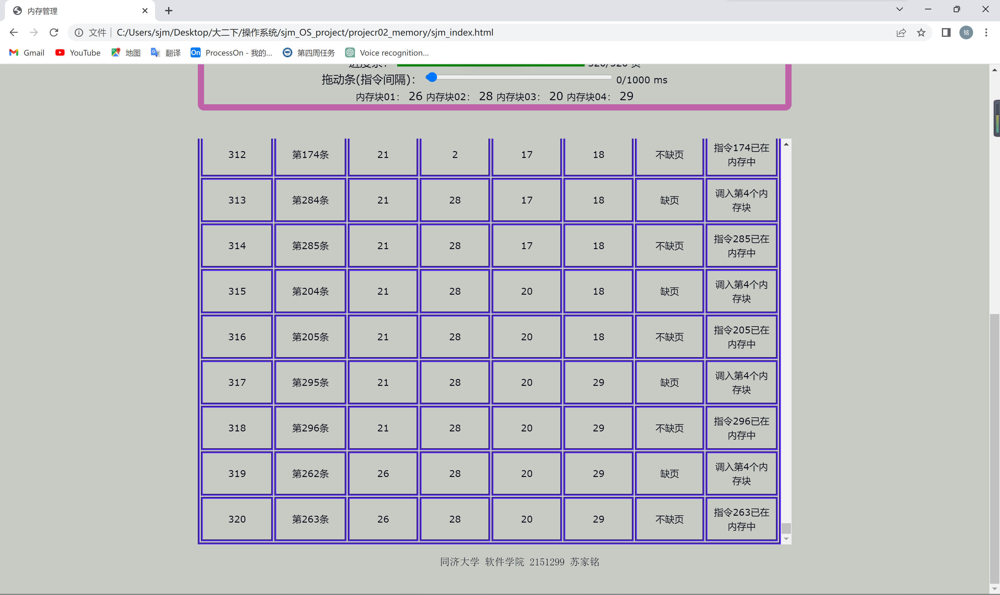 内存管理
文件 C:/Users/sjm/Desktop/大二下/操作系统/sjm_OS_project/projecr02_memory/sjm_index.html 铭
Gmail YouTube 地图 翻译 On ProcessOn - 我的... 第四周任务 Voice recognition...
进度条： 320/320 页
拖动条(指令间隔)： 0/1000 ms
内存块01： 26 内存块02： 28 内存块03： 20 内存块04： 29
312 第174条 21 2 17 18 不缺页 指令174已在内存中
313 第284条 21 28 17 18 缺页 调入第4个内存块
314 第285条 21 28 17 18 不缺页 指令285已在内存中
315 第204条 21 28 20 18 缺页 调入第4个内存块
316 第205条 21 28 20 18 不缺页 指令205已在内存中
317 第295条 21 28 20 29 缺页 调入第4个内存块
318 第296条 21 28 20 29 不缺页 指令296已在内存中
319 第262条 26 28 20 29 缺页 调入第4个内存块
320 第263条 26 28 20 29 不缺页 指令263已在内存中
同济大学 软件学院 2151299 苏家铭